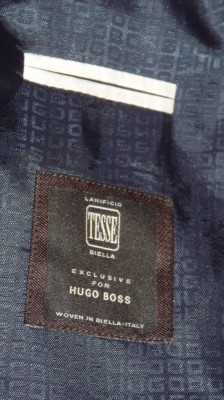 LANIFICIO
TESSE
BIELLA
EXCLUSIVE
FOR
HUGO BOSS
WOVEN IN BIELLA-ITALY